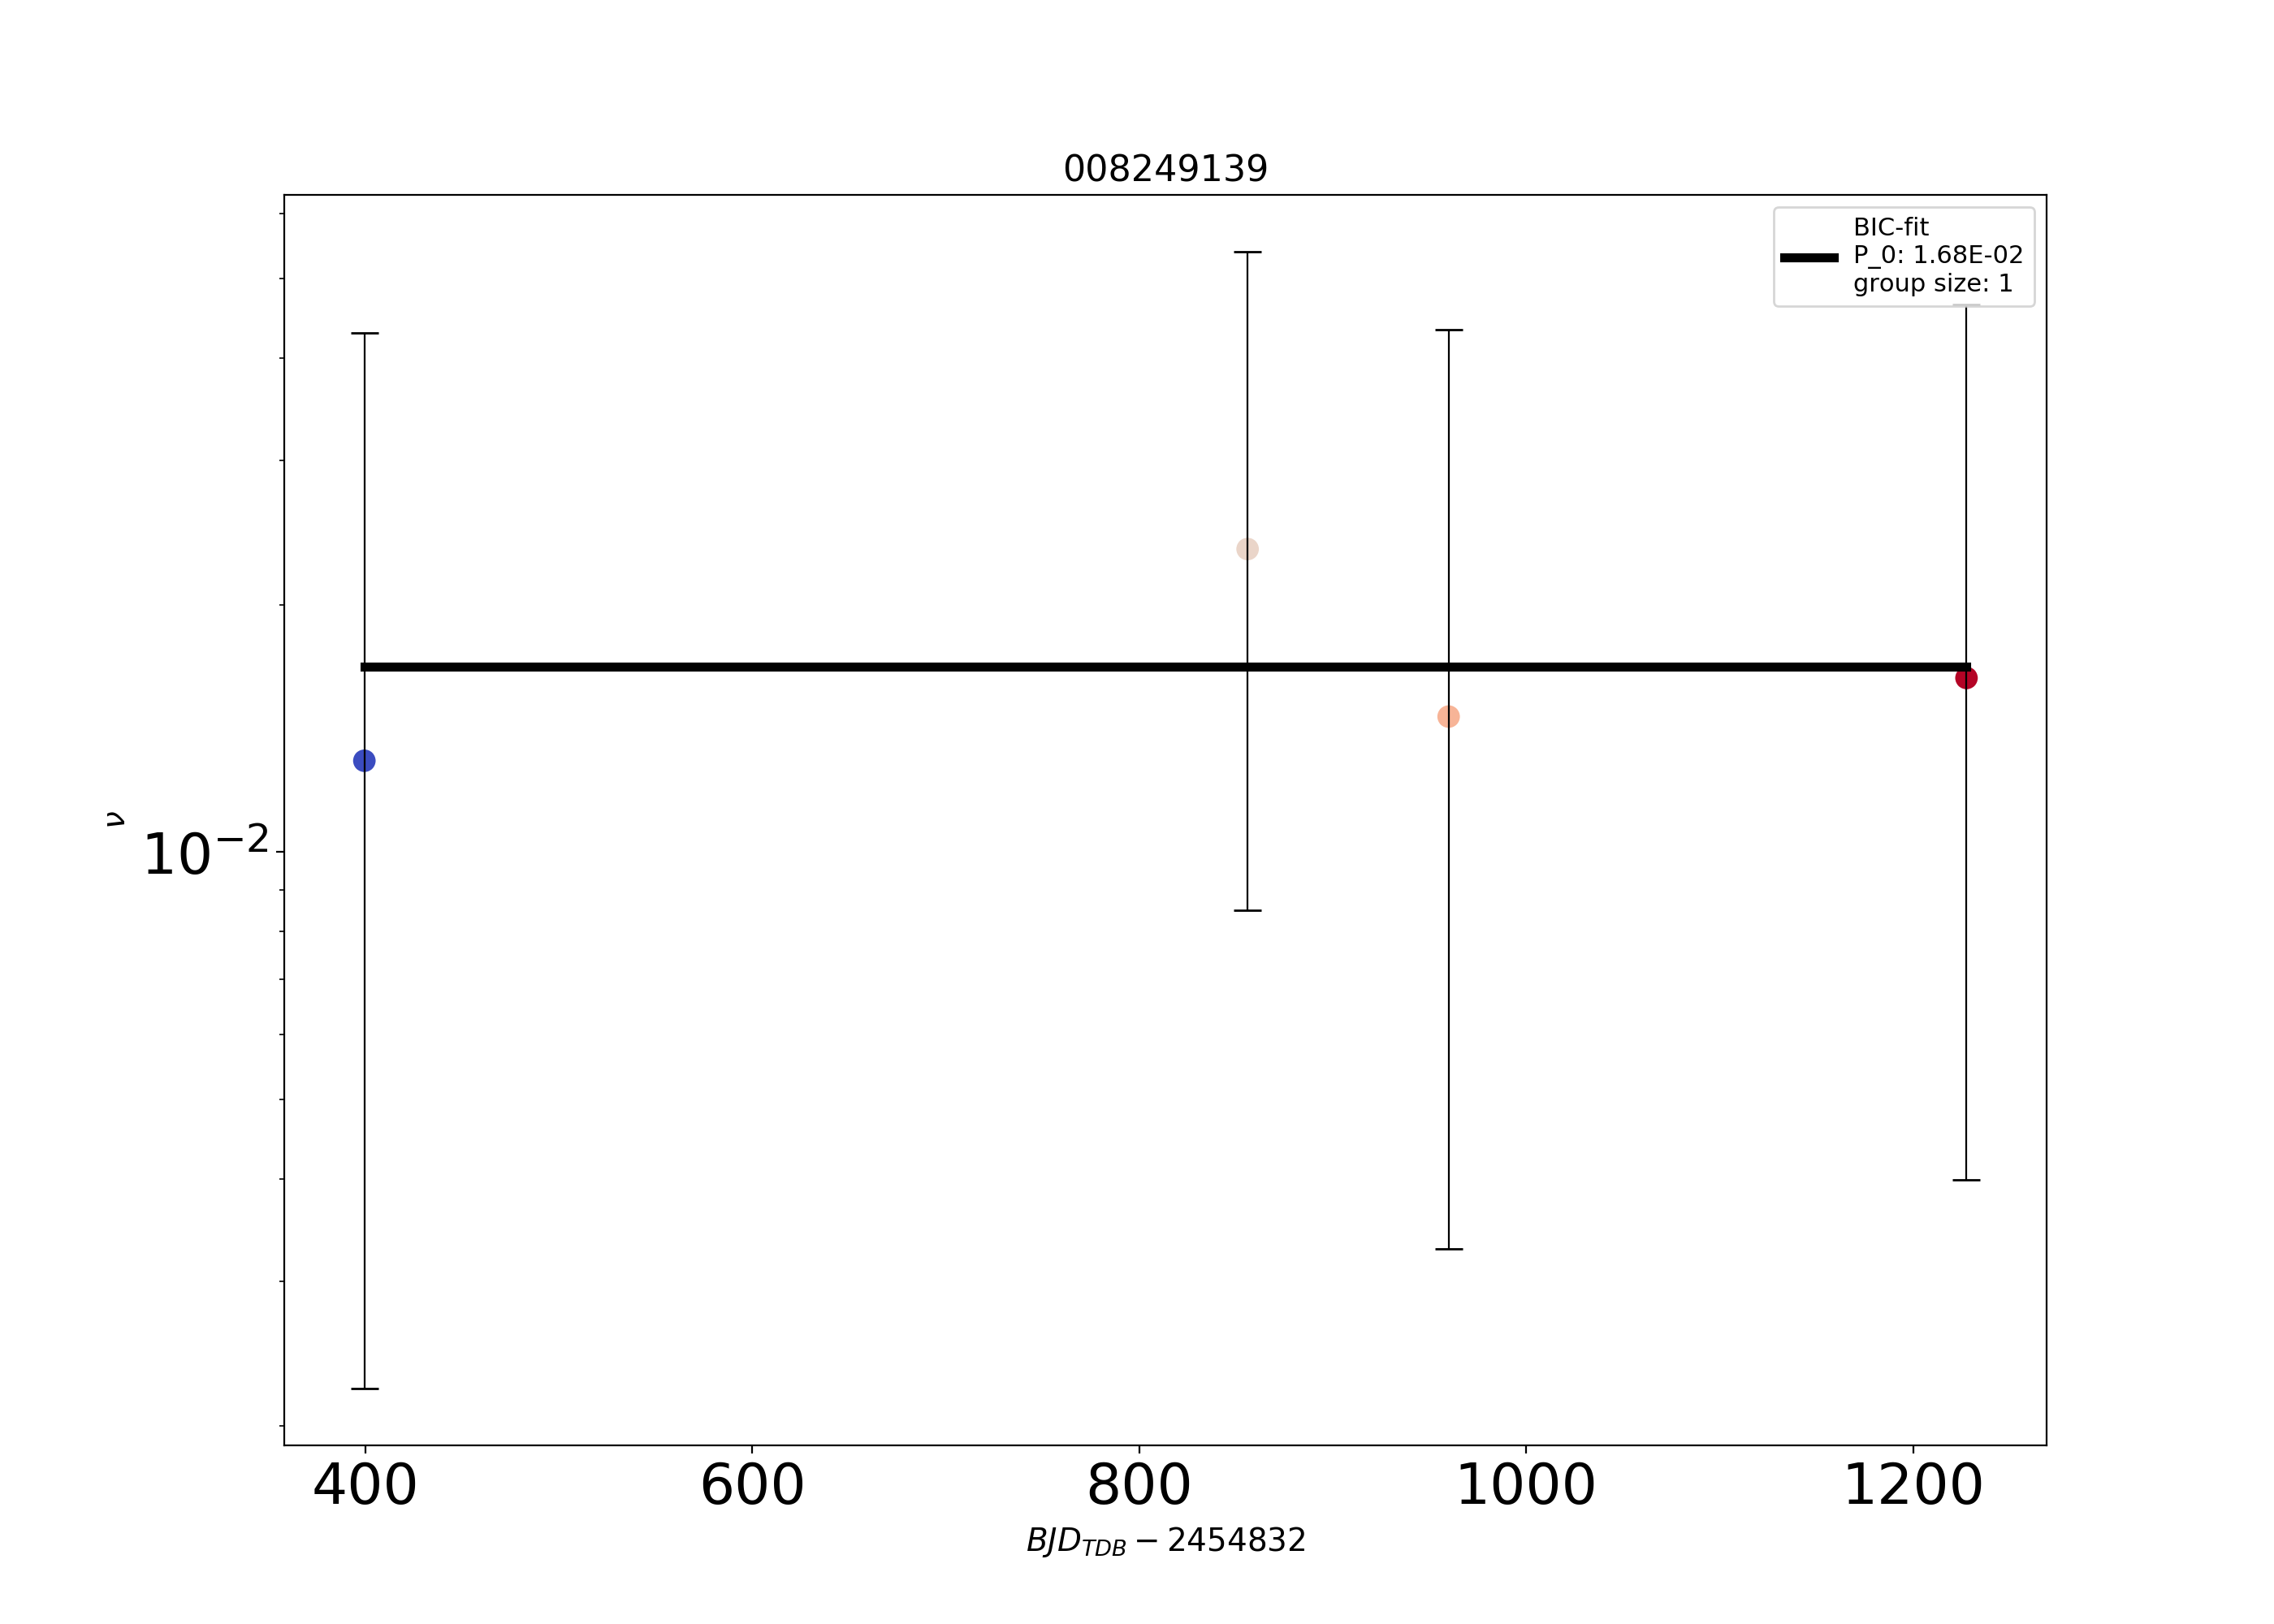 008249139
BIC-fit
P_0: 1.68E-02
group size: 1
ν
10⁻²
400 600 800 1000 1200
BJD_TDB − 2454832